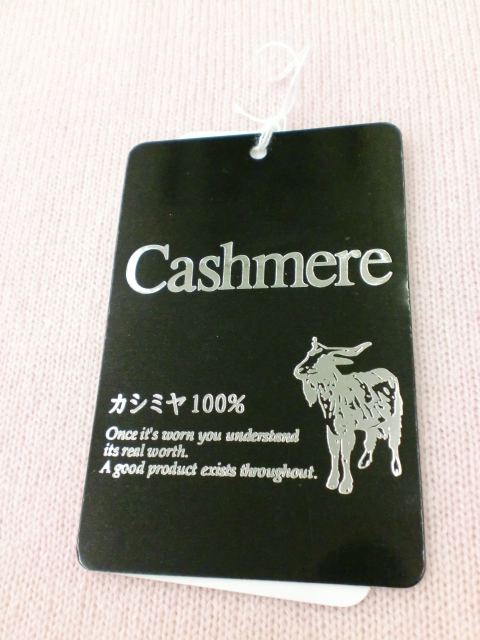 Cashmere
カシミヤ100%
Once it's worn you understand
its real worth.
A good product exists throughout.